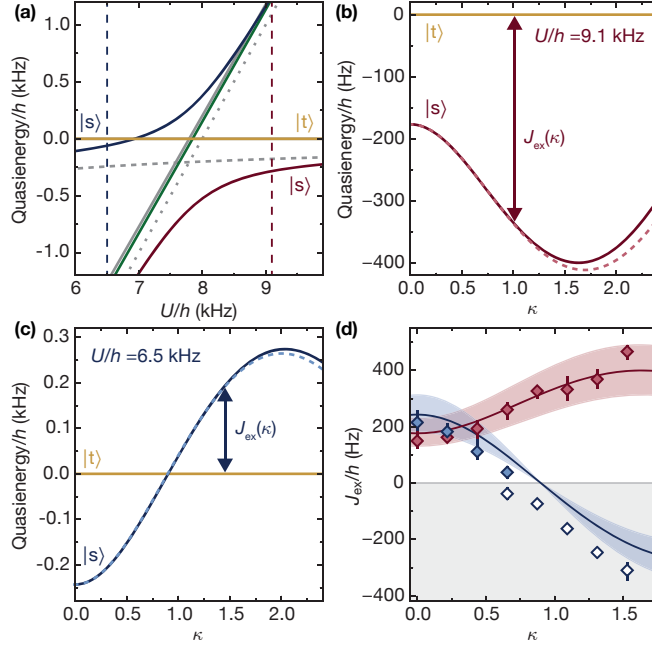 (a)
Quasienergy/h (kHz)
1.0
0.5
0.0
-0.5
-1.0
|s⟩
|t⟩
|s⟩
6
7
8
9
U/h (kHz)
(b)
Quasienergy/h (Hz)
0
−100
−200
−300
−400
|t⟩
U/h =9.1 kHz
|s⟩
J_ex(κ)
0.0
0.5
1.0
1.5
2.0
κ
(c)
Quasienergy/h (kHz)
0.3
0.2
0.1
0.0
-0.1
-0.2
U/h =6.5 kHz
J_ex(κ)
|t⟩
|s⟩
0.0
0.5
1.0
1.5
2.0
κ
(d)
J_ex/h (Hz)
400
200
0
−200
−400
0.0
0.5
1.0
1.5
κ